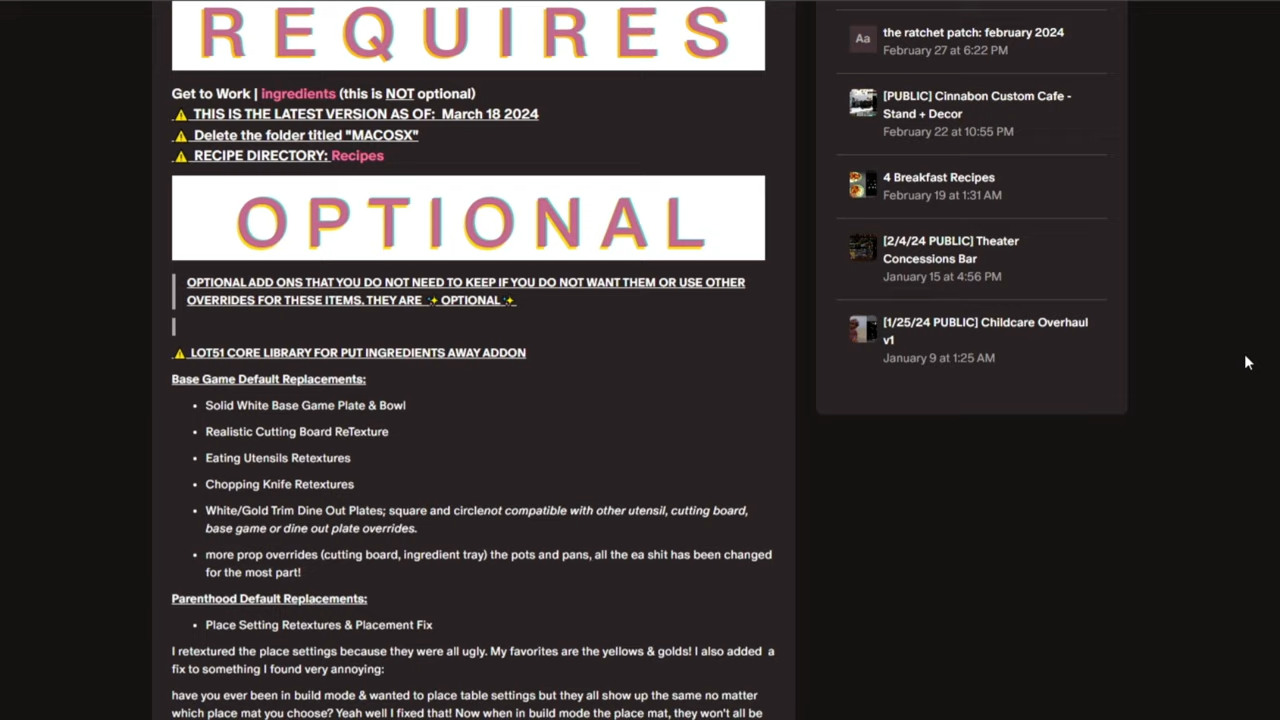 REQUIRES
Get to Work | ingredients (this is NOT optional)
⚠️ THIS IS THE LATEST VERSION AS OF:  March 18 2024
⚠️ Delete the folder titled "MACOSX"
⚠️ RECIPE DIRECTORY: Recipes
OPTIONAL
OPTIONAL ADD ONS THAT YOU DO NOT NEED TO KEEP IF YOU DO NOT WANT THEM OR USE OTHER
OVERRIDES FOR THESE ITEMS. THEY ARE ✨OPTIONAL✨
⚠️ LOT51 CORE LIBRARY FOR PUT INGREDIENTS AWAY ADDON
Base Game Default Replacements:
• Solid White Base Game Plate & Bowl
• Realistic Cutting Board ReTexture
• Eating Utensils Retextures
• Chopping Knife Retextures
• White/Gold Trim Dine Out Plates; square and circlenot compatible with other utensil, cutting board,
base game or dine out plate overrides.
• more prop overrides (cutting board, ingredient tray) the pots and pans, all the ea shit has been changed
for the most part!
Parenthood Default Replacements:
• Place Setting Retextures & Placement Fix
I retextured the place settings because they were all ugly. My favorites are the yellows & golds! I also added  a
fix to something I found very annoying:
have you ever been in build mode & wanted to place table settings but they all show up the same no matter
which place mat you choose? Yeah well I fixed that! Now when in build mode the place mat, they won't all be
Aa
the ratchet patch: february 2024
February 27 at 6:22 PM
[PUBLIC] Cinnabon Custom Cafe -
Stand + Decor
February 22 at 10:55 PM
4 Breakfast Recipes
February 19 at 1:31 AM
[2/4/24 PUBLIC] Theater
Concessions Bar
January 15 at 4:56 PM
[1/25/24 PUBLIC] Childcare Overhaul
v1
January 9 at 1:25 AM